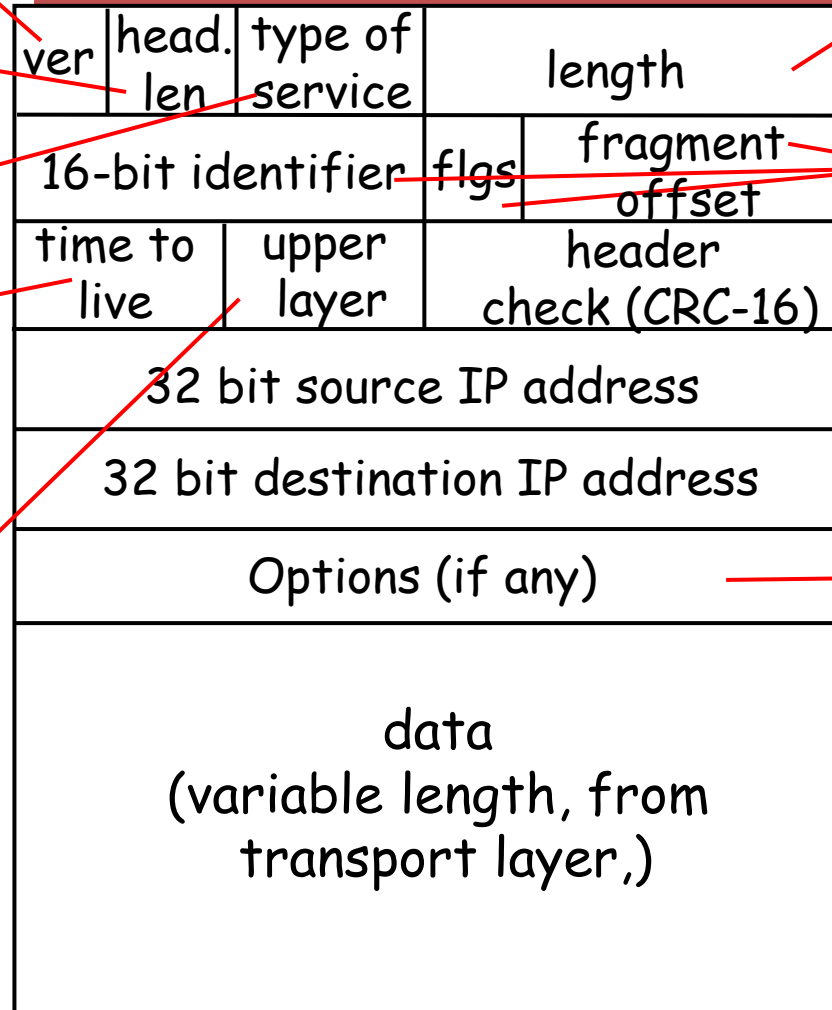 ver
head.
len
type of
service
length
16-bit identifier
flgs
fragment
offset
time to
live
upper
layer
header
check (CRC-16)
32 bit source IP address
32 bit destination IP address
Options (if any)
data
(variable length, from
transport layer,)